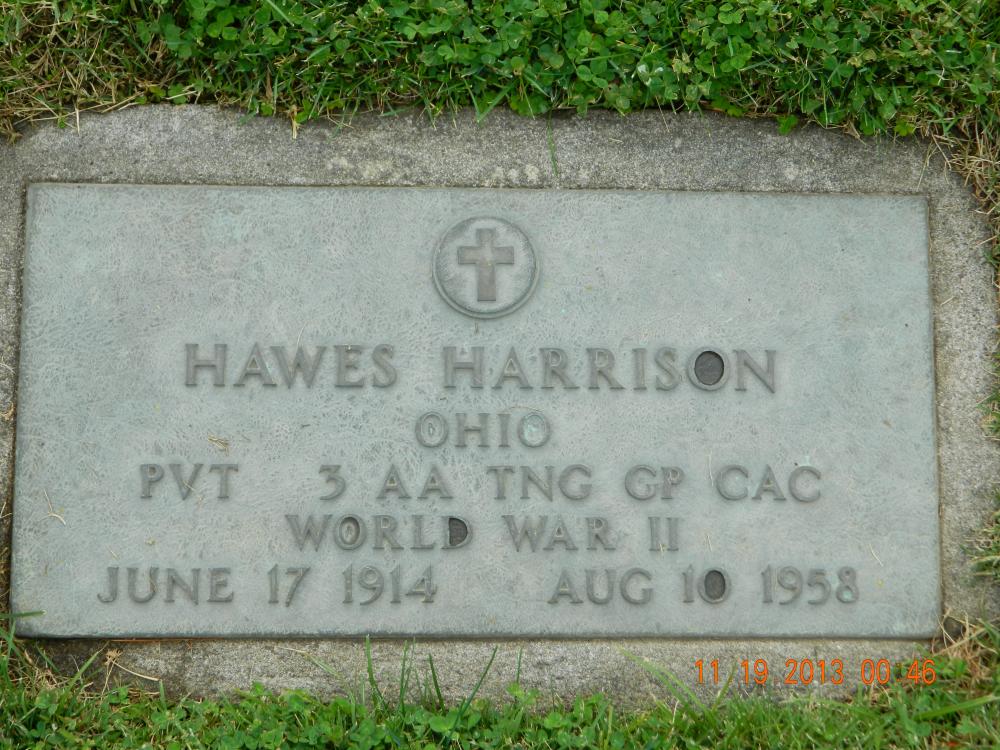 HAWES HARRISON
OHIO
PVT 3 AA TNG GP CAC
WORLD WAR II
JUNE 17 1914 AUG 10 1958
11 19 2013 00:46